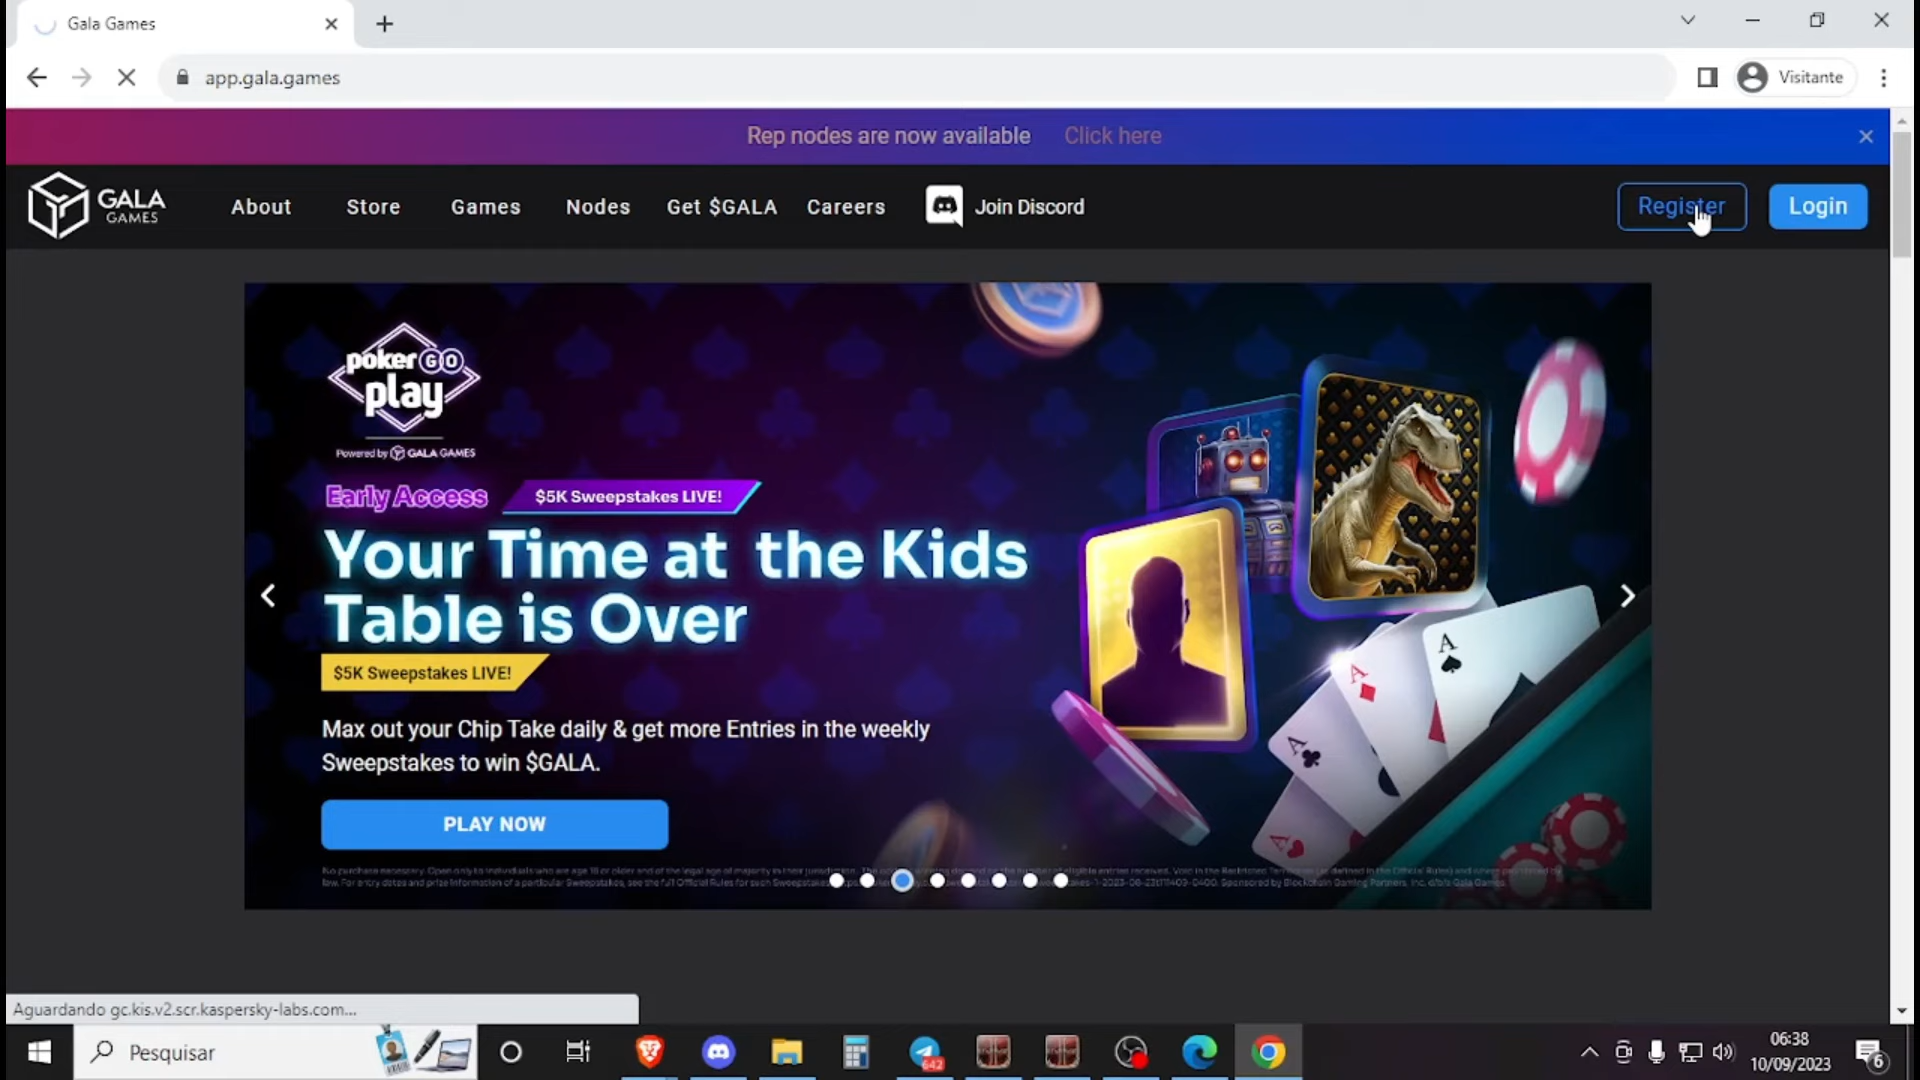 Gala Games
app.gala.games
Visitante
Rep nodes are now available Click here
GALA GAMES
About Store Games Nodes Get $GALA Careers Join Discord
Register Login
pokerGO
play
Powered by GALA GAMES
Early Access $5K Sweepstakes LIVE!
Your Time at the Kids
Table is Over
$5K Sweepstakes LIVE!
Max out your Chip Take daily & get more Entries in the weekly
Sweepstakes to win $GALA.
A
A
A
A
PLAY NOW
Aguardando gc.kis.v2.scr.kaspersky-labs.com...
Pesquisar
642
06:38
10/09/2023
6